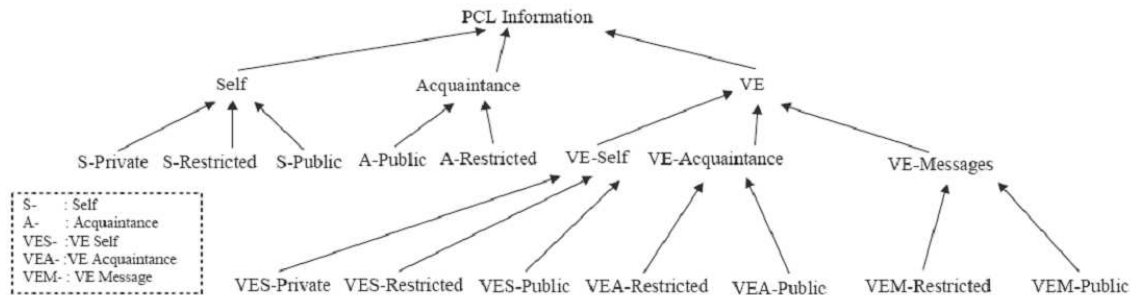 PCL Information
Self Acquaintance VE
S-Private S-Restricted S-Public A-Public A-Restricted VE-Self VE-Acquaintance VE-Messages
S- : Self
A- : Acquaintance
VES- :VE Self
VEA- :VE Acquaintance
VEM- : VE Message
VES-Private VES-Restricted VES-Public VEA-Restricted VEA-Public VEM-Restricted VEM-Public